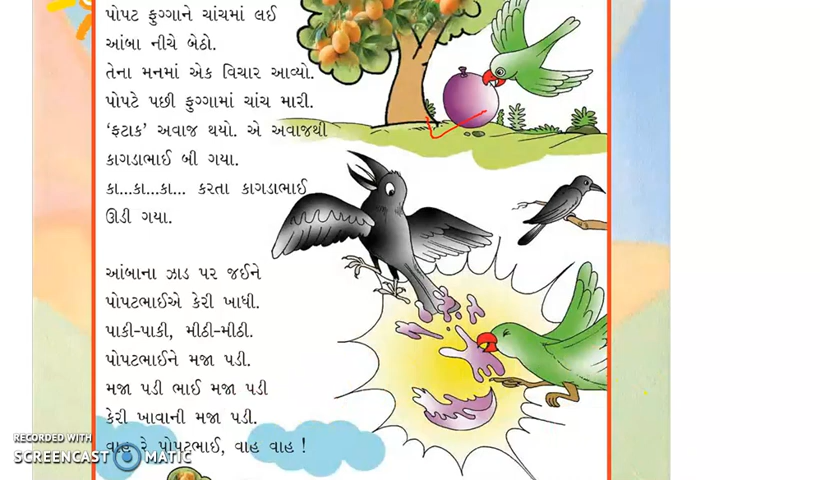 પોપટ ફુગ્ગાને ચાંચમાં લઈ
આંબા નીચે બેઠો.
તેના મનમાં એક વિચાર આવ્યો.
પોપટે પછી ફુગ્ગામાં ચાંચ મારી.
‘ફટાક’ અવાજ થયો. એ અવાજથી
કાગડાભાઈ બી ગયા.
કા...કા...કા... કરતા કાગડાભાઈ
ઊડી ગયા.
આંબાના ઝાડ પર જઈને
પોપટભાઈએ કેરી ખાધી.
પાકી-પાકી, મીઠી-મીઠી.
પોપટભાઈને મજા પડી.
મજા પડી ભાઈ મજા પડી
કેરી ખાવાની મજા પડી.
વાહ રે પોપટભાઈ, વાહ વાહ !
RECORDED WITH
SCREENCAST MATIC